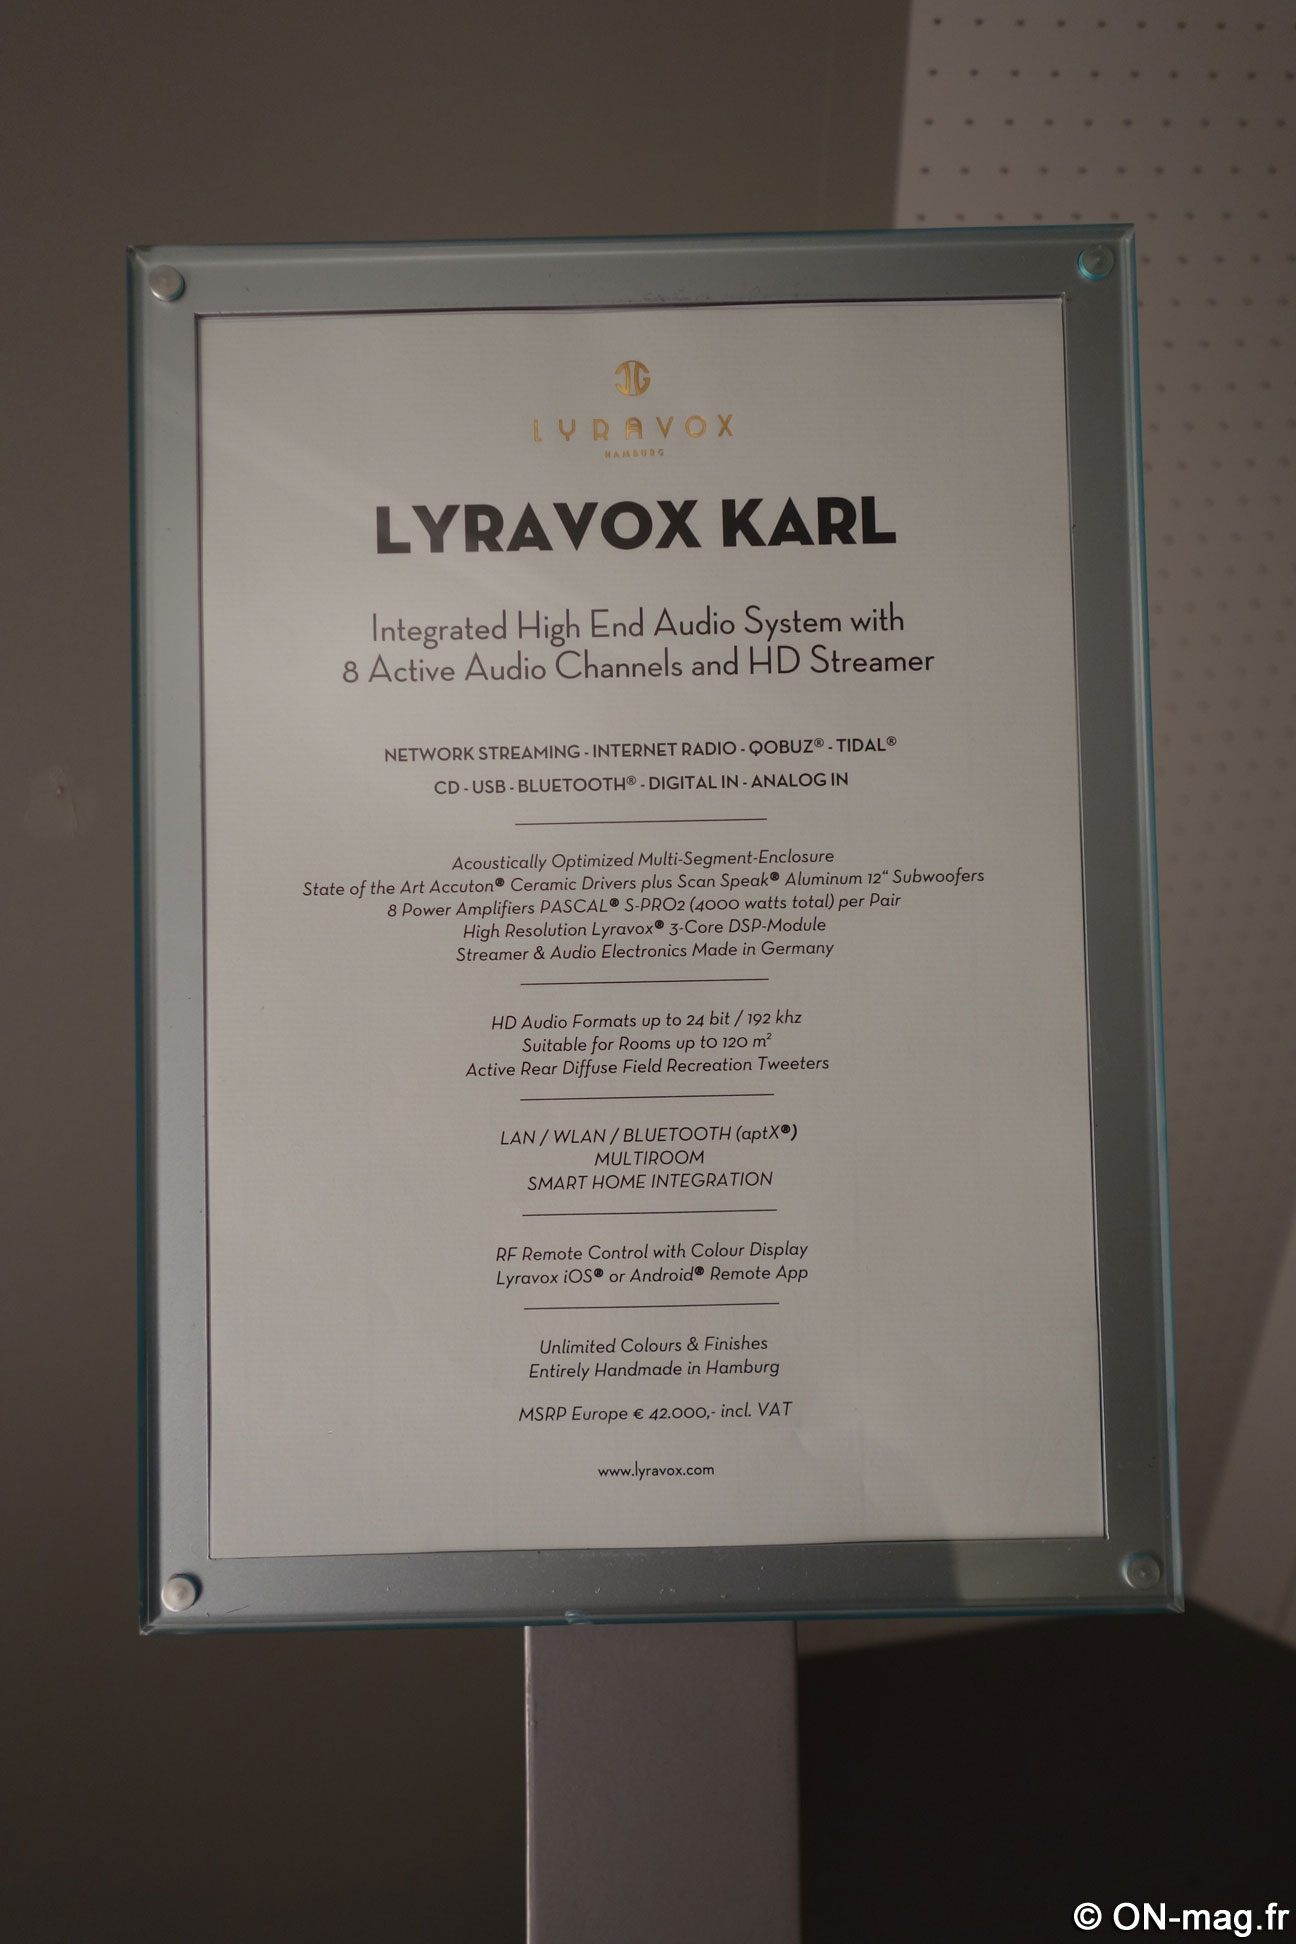 LYRAVOX
HAMBURG
LYRAVOX KARL
Integrated High End Audio System with
8 Active Audio Channels and HD Streamer
NETWORK STREAMING - INTERNET RADIO - QOBUZ® - TIDAL®
CD - USB - BLUETOOTH® - DIGITAL IN - ANALOG IN
Acoustically Optimized Multi-Segment-Enclosure
State of the Art Accuton® Ceramic Drivers plus Scan Speak® Aluminum 12“ Subwoofers
8 Power Amplifiers PASCAL® S-PRO2 (4000 watts total) per Pair
High Resolution Lyravox® 3-Core DSP-Module
Streamer & Audio Electronics Made in Germany
HD Audio Formats up to 24 bit / 192 khz
Suitable for Rooms up to 120 m²
Active Rear Diffuse Field Recreation Tweeters
LAN / WLAN / BLUETOOTH (aptX®)
MULTIROOM
SMART HOME INTEGRATION
RF Remote Control with Colour Display
Lyravox iOS® or Android® Remote App
Unlimited Colours & Finishes
Entirely Handmade in Hamburg
MSRP Europe € 42.000,- incl. VAT
www.lyravox.com
© ON-mag.fr